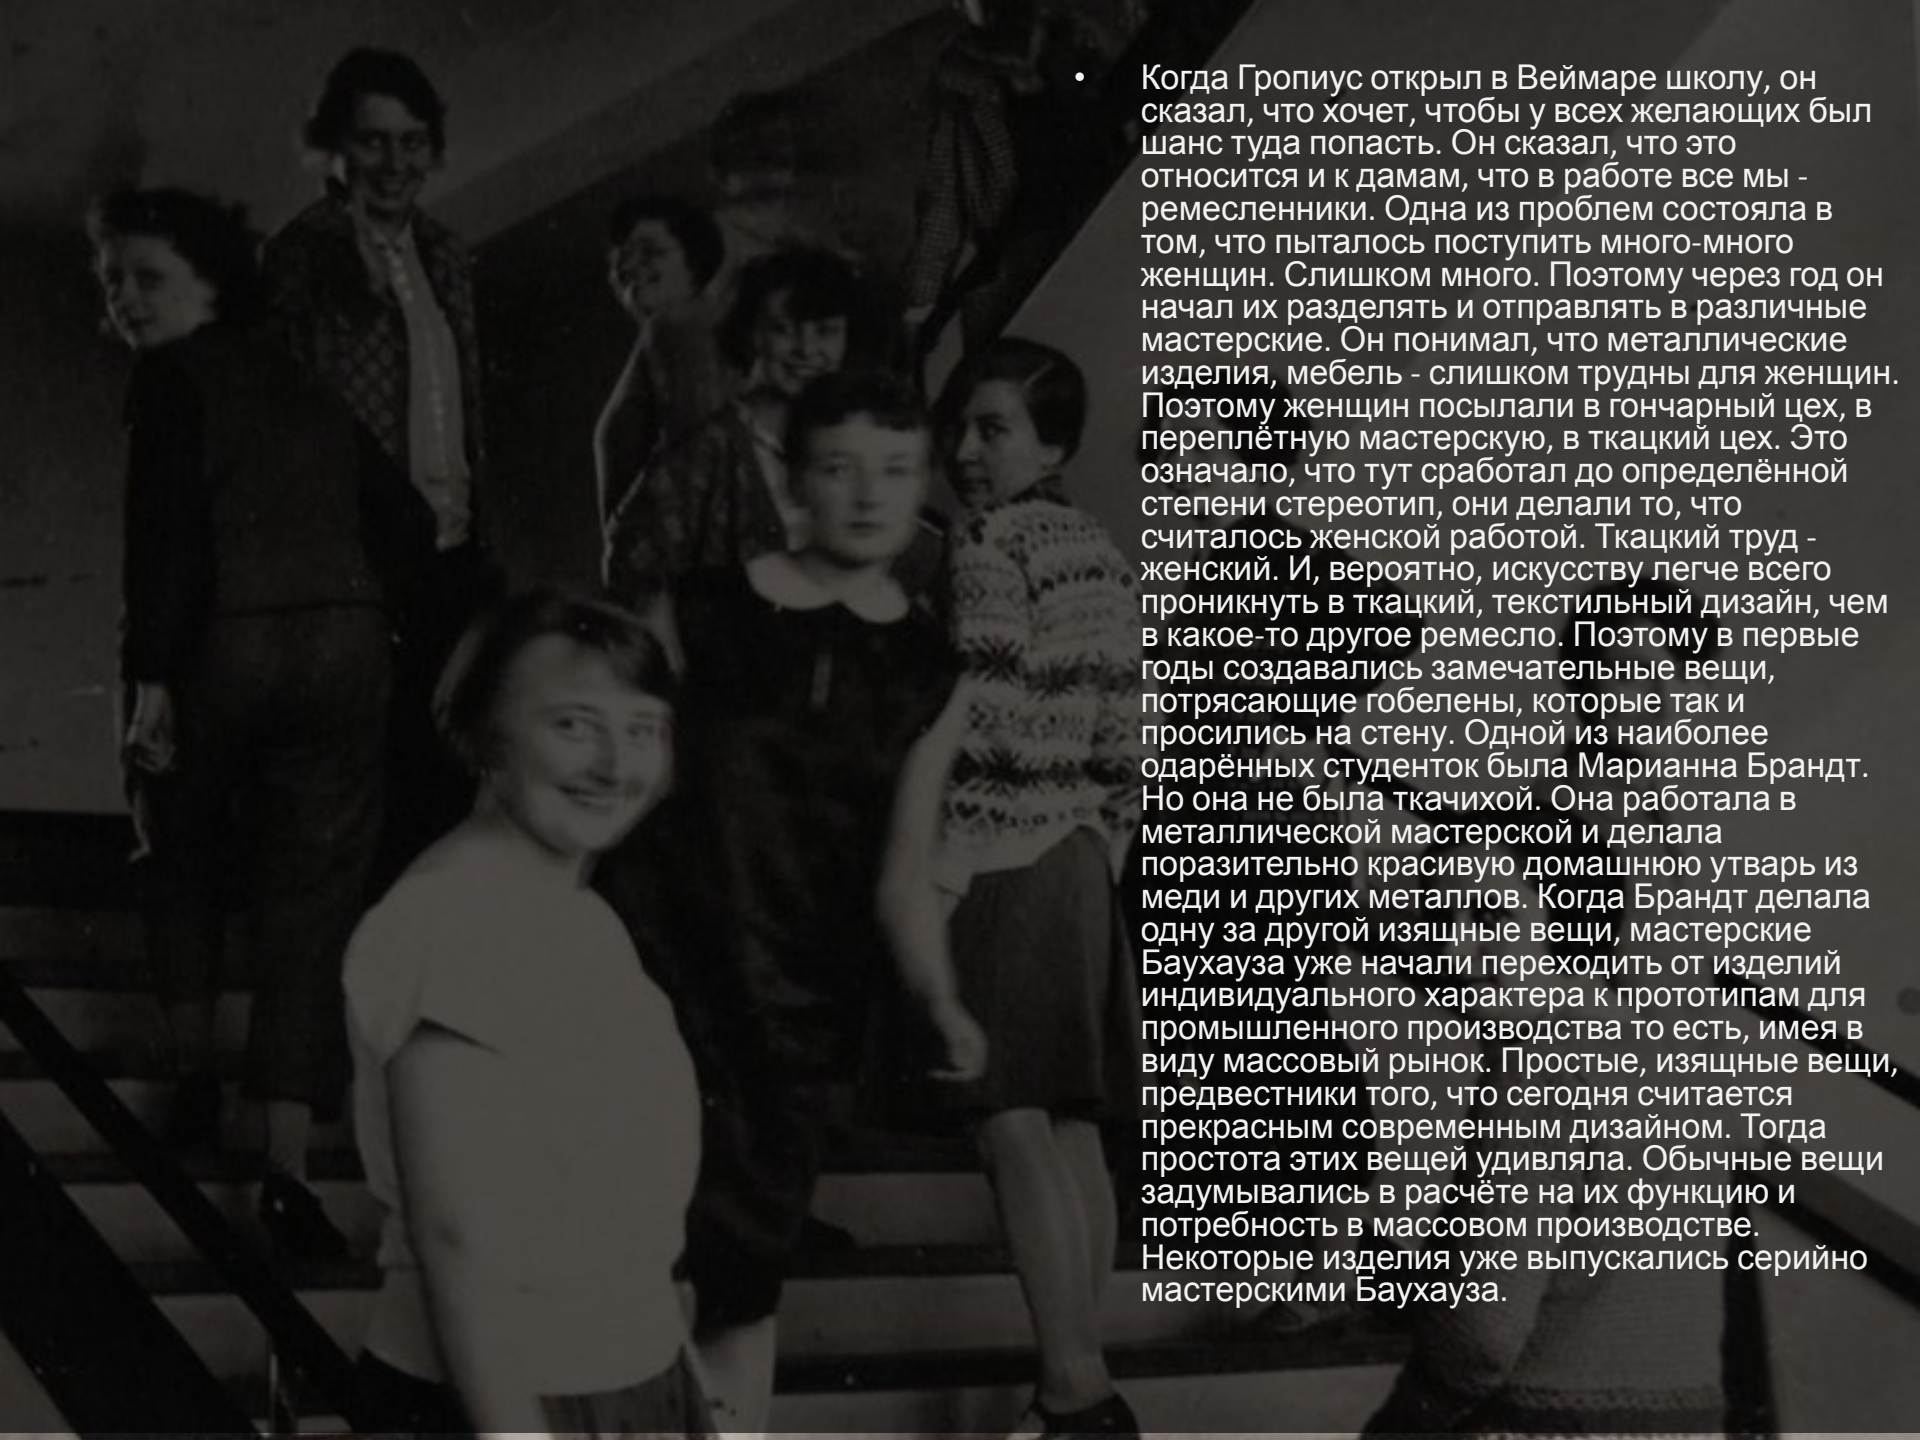 • Когда Гропиус открыл в Веймаре школу, он
сказал, что хочет, чтобы у всех желающих был
шанс туда попасть. Он сказал, что это
относится и к дамам, что в работе все мы -
ремесленники. Одна из проблем состояла в
том, что пыталось поступить много-много
женщин. Слишком много. Поэтому через год он
начал их разделять и отправлять в различные
мастерские. Он понимал, что металлические
изделия, мебель - слишком трудны для женщин.
Поэтому женщин посылали в гончарный цех, в
переплётную мастерскую, в ткацкий цех. Это
означало, что тут сработал до определённой
степени стереотип, они делали то, что
считалось женской работой. Ткацкий труд -
женский. И, вероятно, искусству легче всего
проникнуть в ткацкий, текстильный дизайн, чем
в какое-то другое ремесло. Поэтому в первые
годы создавались замечательные вещи,
потрясающие гобелены, которые так и
просились на стену. Одной из наиболее
одарённых студенток была Марианна Брандт.
Но она не была ткачихой. Она работала в
металлической мастерской и делала
поразительно красивую домашнюю утварь из
меди и других металлов. Когда Брандт делала
одну за другой изящные вещи, мастерские
Баухауза уже начали переходить от изделий
индивидуального характера к прототипам для
промышленного производства то есть, имея в
виду массовый рынок. Простые, изящные вещи,
предвестники того, что сегодня считается
прекрасным современным дизайном. Тогда
простота этих вещей удивляла. Обычные вещи
задумывались в расчёте на их функцию и
потребность в массовом производстве.
Некоторые изделия уже выпускались серийно
мастерскими Баухауза.